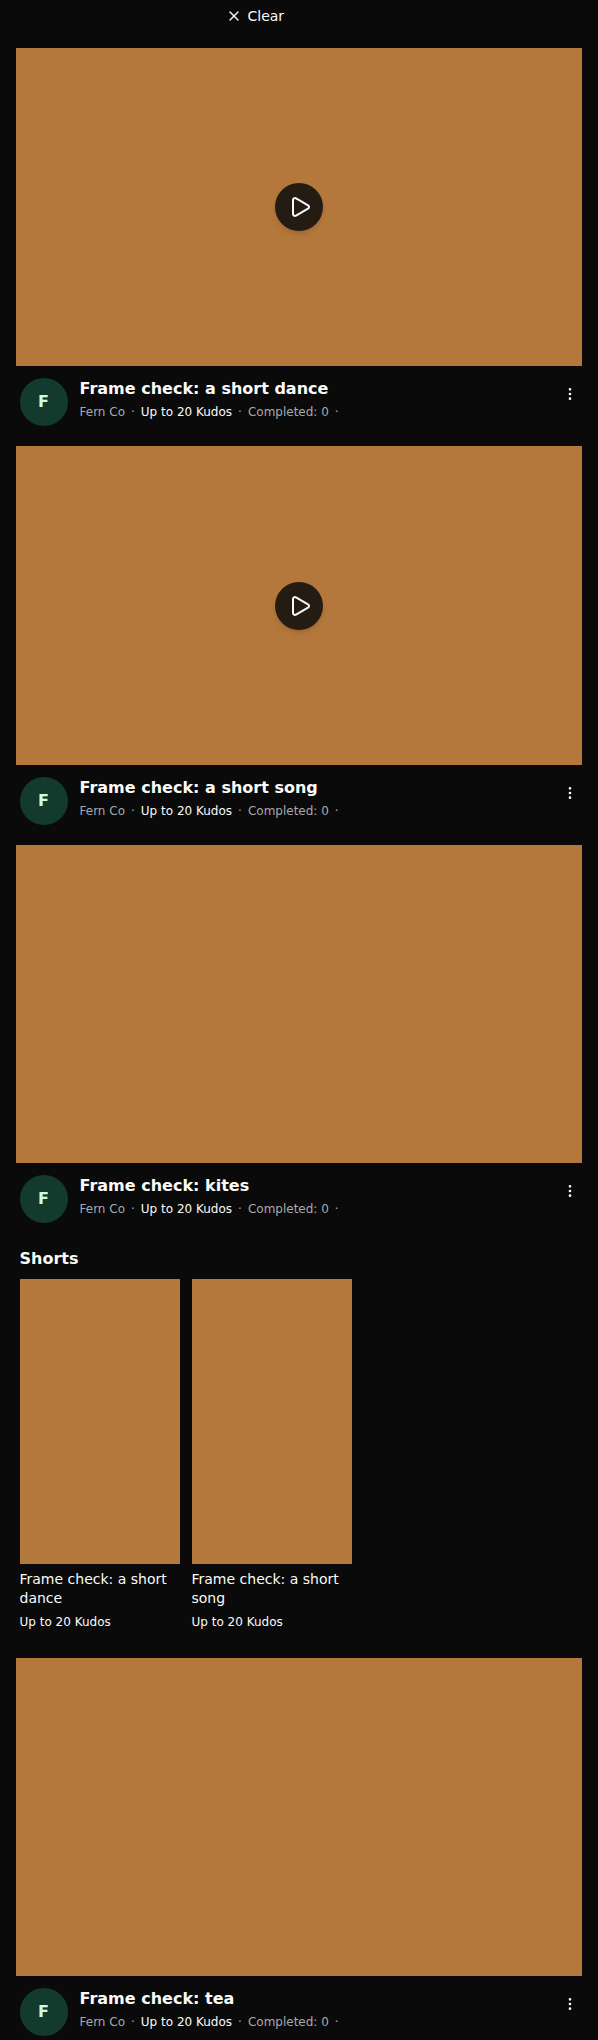 Clear
Frame check: a short dance
Fern Co · Up to 20 Kudos · Completed: 0 ·
F
Frame check: a short song
Fern Co · Up to 20 Kudos · Completed: 0 ·
F
Frame check: kites
Fern Co · Up to 20 Kudos · Completed: 0 ·
F
Shorts
Frame check: a short
dance
Up to 20 Kudos
Frame check: a short
song
Up to 20 Kudos
Frame check: tea
Fern Co · Up to 20 Kudos · Completed: 0 ·
F